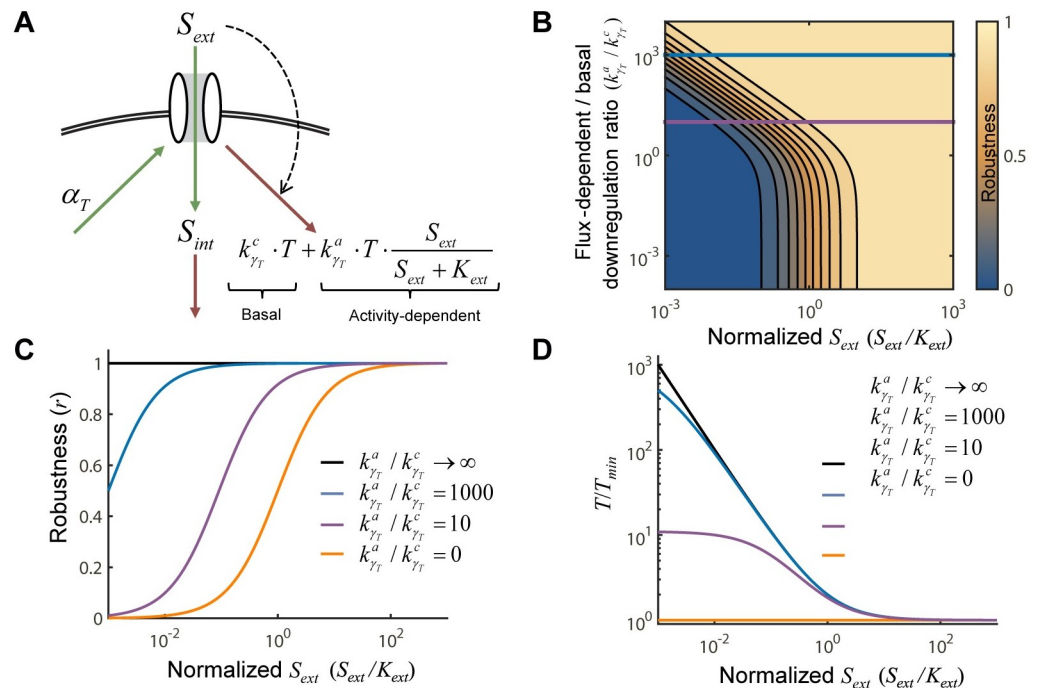 A
S_ext
α_T
S_int
k^c_γT · T + k^a_γT · T · S_ext / (S_ext + K_ext)
Basal
Activity-dependent
B
Flux-dependent / basal
downregulation ratio (k^a_γT / k^c_γT)
10^3
10^0
10^-3
10^-3
10^0
10^3
Normalized S_ext (S_ext/K_ext)
1
0.5
0
Robustness
C
Robustness (r)
1
0.8
0.6
0.4
0.2
0
10^-2
10^0
10^2
Normalized S_ext (S_ext/K_ext)
k^a_γT / k^c_γT → ∞
k^a_γT / k^c_γT = 1000
k^a_γT / k^c_γT = 10
k^a_γT / k^c_γT = 0
D
T/T_min
10^3
10^2
10^1
10^0
10^-2
10^0
10^2
Normalized S_ext (S_ext/K_ext)
k^a_γT / k^c_γT → ∞
k^a_γT / k^c_γT = 1000
k^a_γT / k^c_γT = 10
k^a_γT / k^c_γT = 0